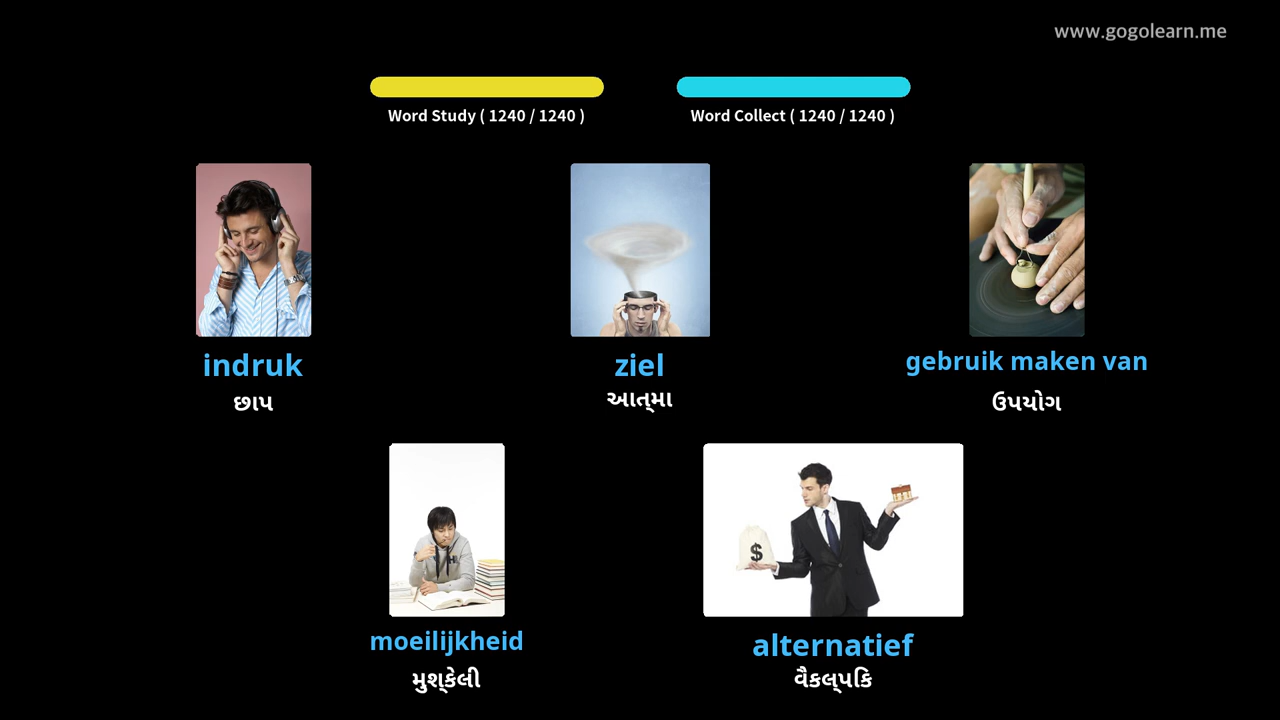 www.gogolearn.me
Word Study ( 1240 / 1240 )
Word Collect ( 1240 / 1240 )
indruk
છાપ
ziel
આત્મા
gebruik maken van
ઉપયોગ
moeilijkheid
મુશ્કેલી
alternatief
વૈકલ્પિક
$